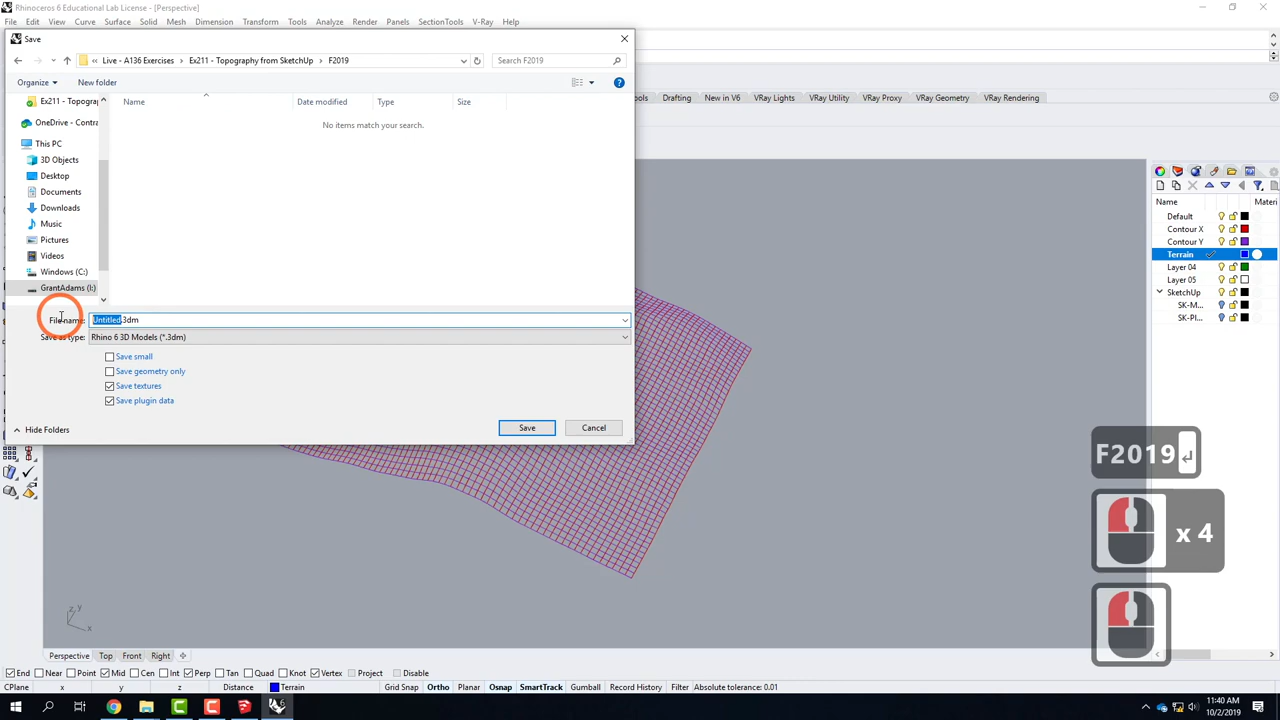 Rhinoceros 6 Educational Lab License - [Perspective]
File Edit View Curve Surface Solid Mesh Dimension Transform Tools Analyze Render Panels SectionTools V-Ray Help
Save
« Live - A136 Exercises > Ex211 - Topography from SketchUp > F2019
Search F2019
Organize New folder
ools Drafting New in V6 VRay Lights VRay Utility VRay Proxy VRay Geometry VRay Rendering
Ex211 - Topograp
Name Date modified Type Size
OneDrive - Contra
No items match your search.
This PC
3D Objects
Desktop
Documents
Downloads
Music
Pictures
Videos
Windows (C:)
GrantAdams (I:)
File name: Untitled.3dm
Save as type: Rhino 6 3D Models (*.3dm)
Save small
Save geometry only
Save textures
Save plugin data
Hide Folders
Save Cancel
Name Materi
Default
Contour X
Contour Y
Terrain
Layer 04
Layer 05
SketchUp
SK-M...
SK-Pl...
F2019
x 4
z y
x
Perspective Top Front Right
End Near Point Mid Cen Int Perp Tan Quad Knot Vertex Project Disable
CPlane x y z Distance Terrain Grid Snap Ortho Planar Osnap SmartTrack Gumball Record History Filter Absolute tolerance: 0.01
11:40 AM
10/2/2019